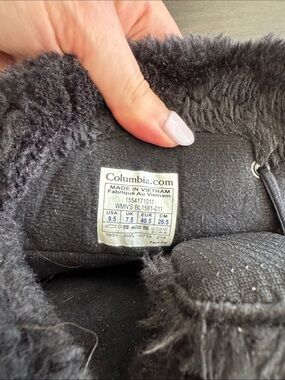 Columbia.com
MADE IN VIETNAM
Fabriqué Au Vietnam
1554171011
WMN'S BL1581-011
USA UK EUR CM
9.5 7.5 40.5 26.5